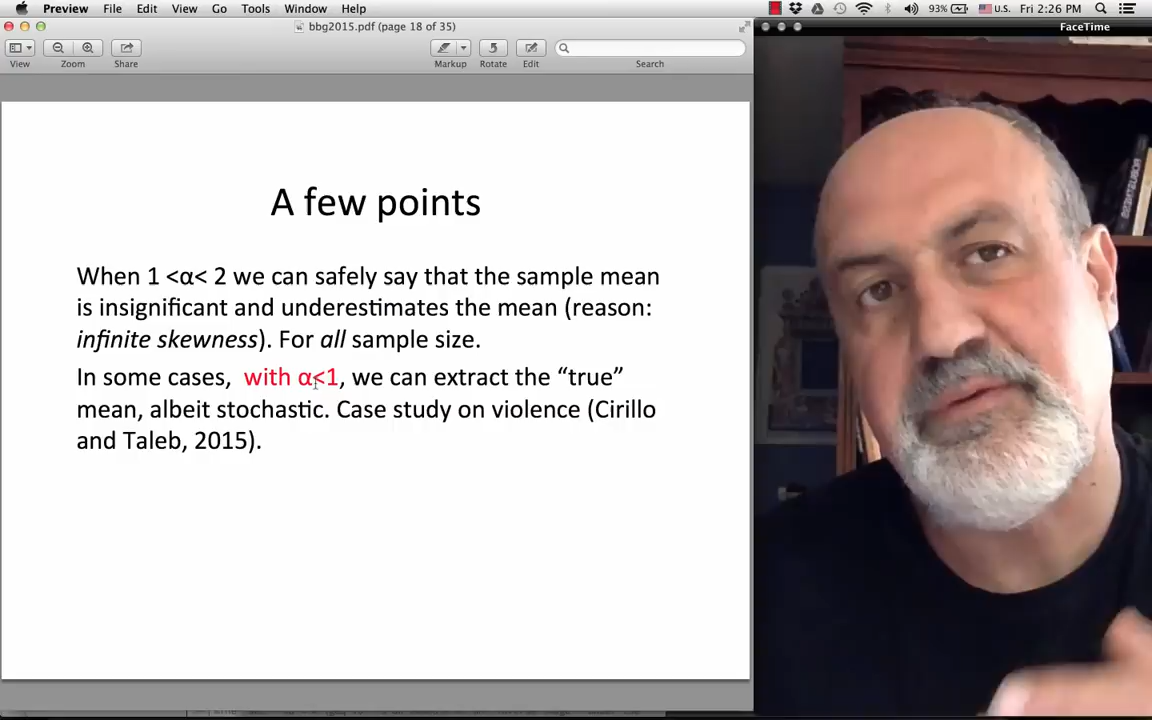 Preview File Edit View Go Tools Window Help
93% U.S. Fri 2:26 PM
bbg2015.pdf (page 18 of 35)
FaceTime
View Zoom Share Markup Rotate Edit Search
A few points
When 1 <α< 2 we can safely say that the sample mean
is insignificant and underestimates the mean (reason:
infinite skewness). For all sample size.
In some cases, with α<1, we can extract the “true”
mean, albeit stochastic. Case study on violence (Cirillo
and Taleb, 2015).